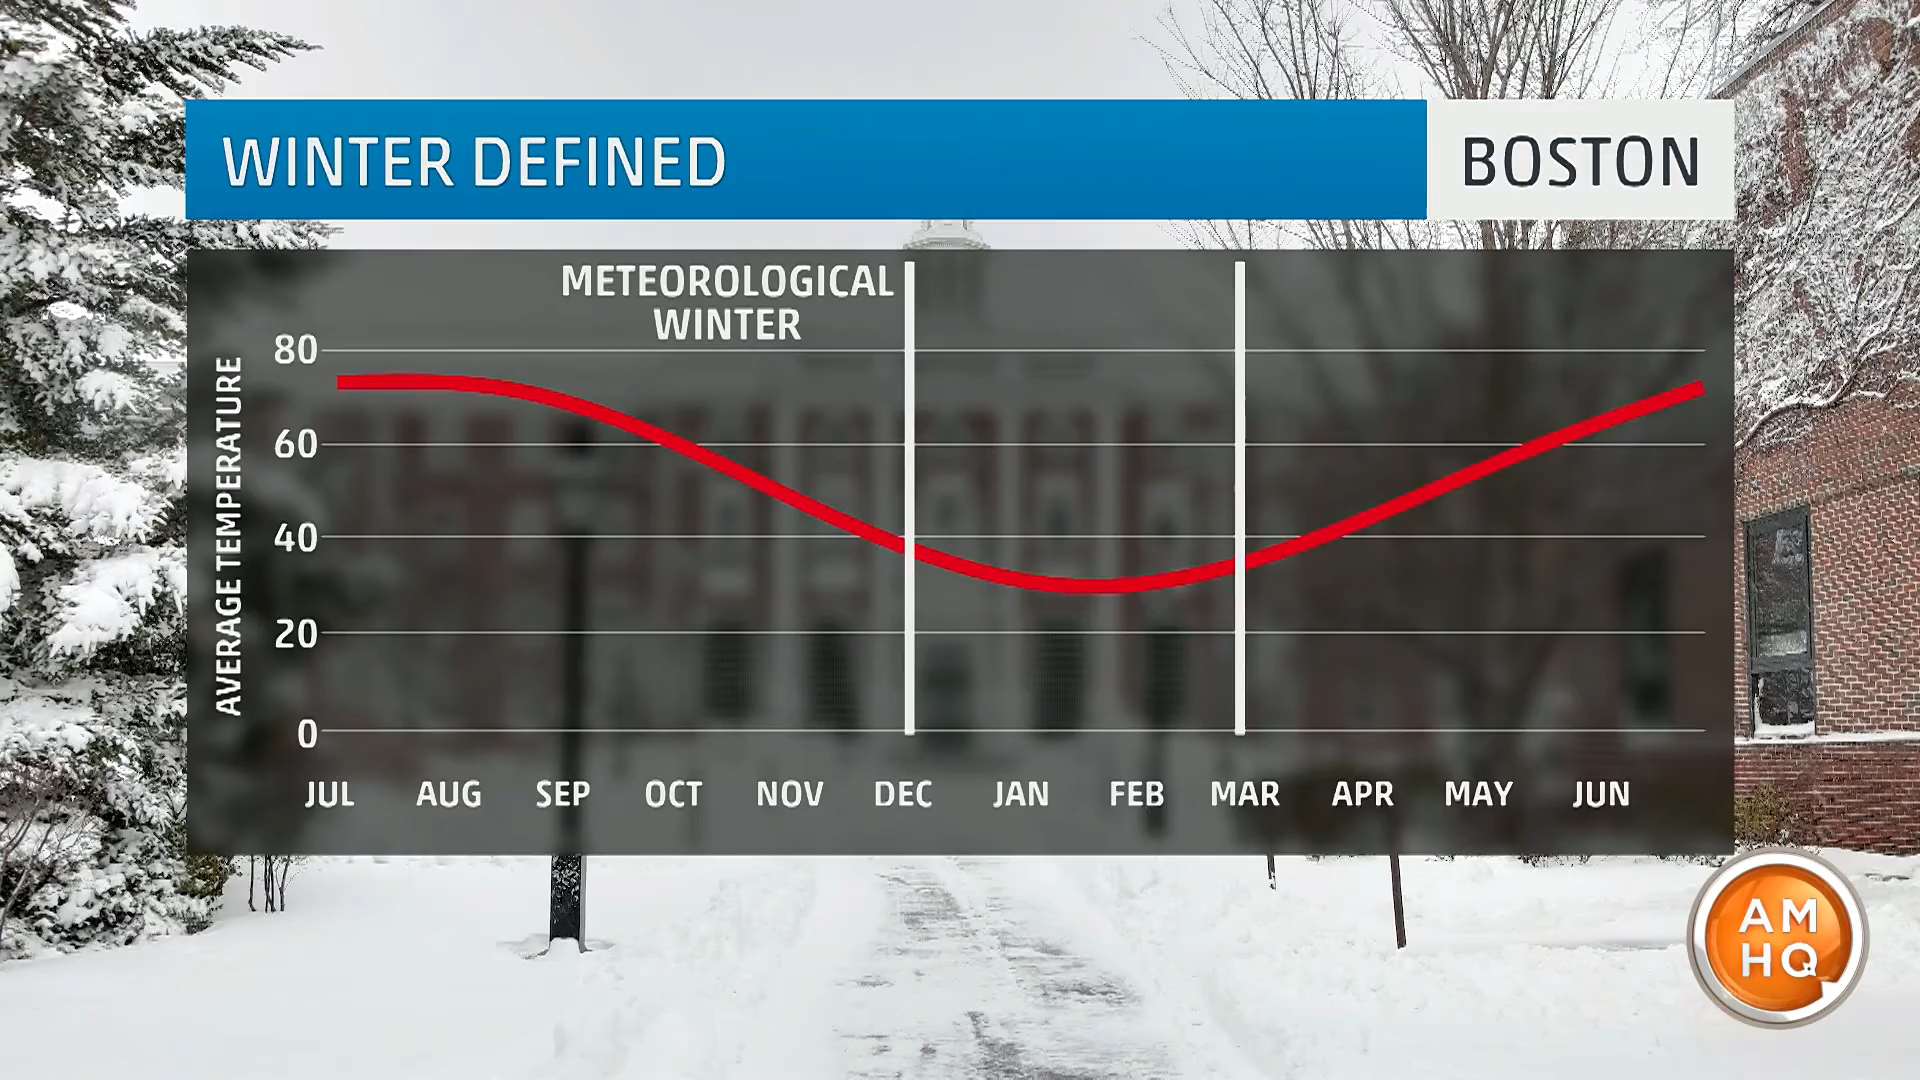 WINTER DEFINED
BOSTON
METEOROLOGICAL
WINTER
AVERAGE TEMPERATURE
80
60
40
20
0
JUL AUG SEP OCT NOV DEC JAN FEB MAR APR MAY JUN
AM
HQ